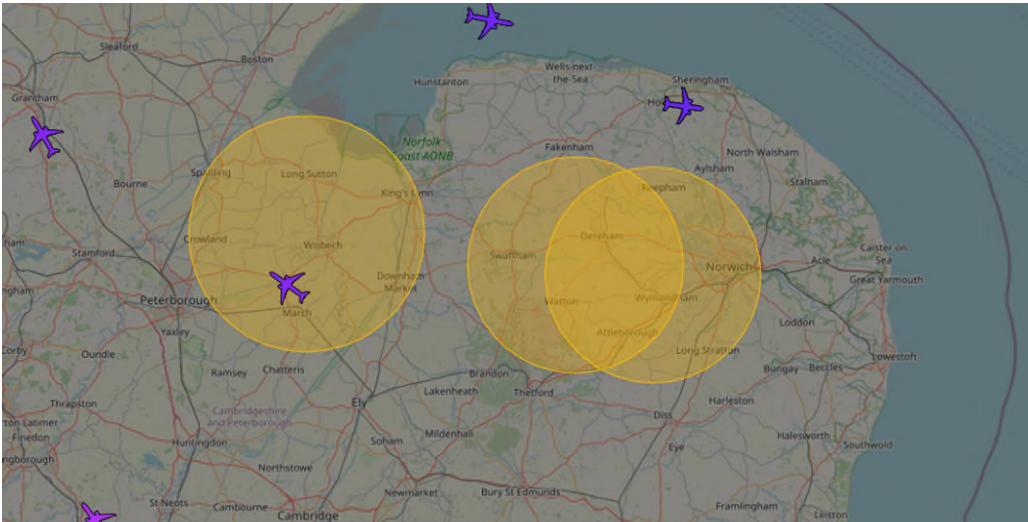 Sleaford
Boston
Wells-next-
the-Sea
Hunstanton
Sheringham
Grantham
Norfolk
Coast AONB
Fakenham
North Walsham
Aylsham
Spalding
Long Sutton
Bourne
King's Lynn
Reepham
Stalham
Crowland
Wisbech
Dereham
Caister on
Sea
Stamford
Swaffham
Acle
Norwich
Downham
Market
Great Yarmouth
Peterborough
March
Watton
Wymondham
Yaxley
Attleborough
Loddon
Corby
Oundle
Long Stratton
Lowestoft
Ramsey
Chatteris
Brandon
Bungay
Beccles
Lakenheath
Thetford
Thrapston
Ely
Harleston
Cambridgeshire
and Peterborough
Diss
rton Latimer
Finedon
Huntingdon
Soham
Mildenhall
Eye
Halesworth
Southwold
ngborough
Northstowe
Newmarket
Bury St Edmunds
St Neots
Cambourne
Cambridge
Framlingham
Leiston